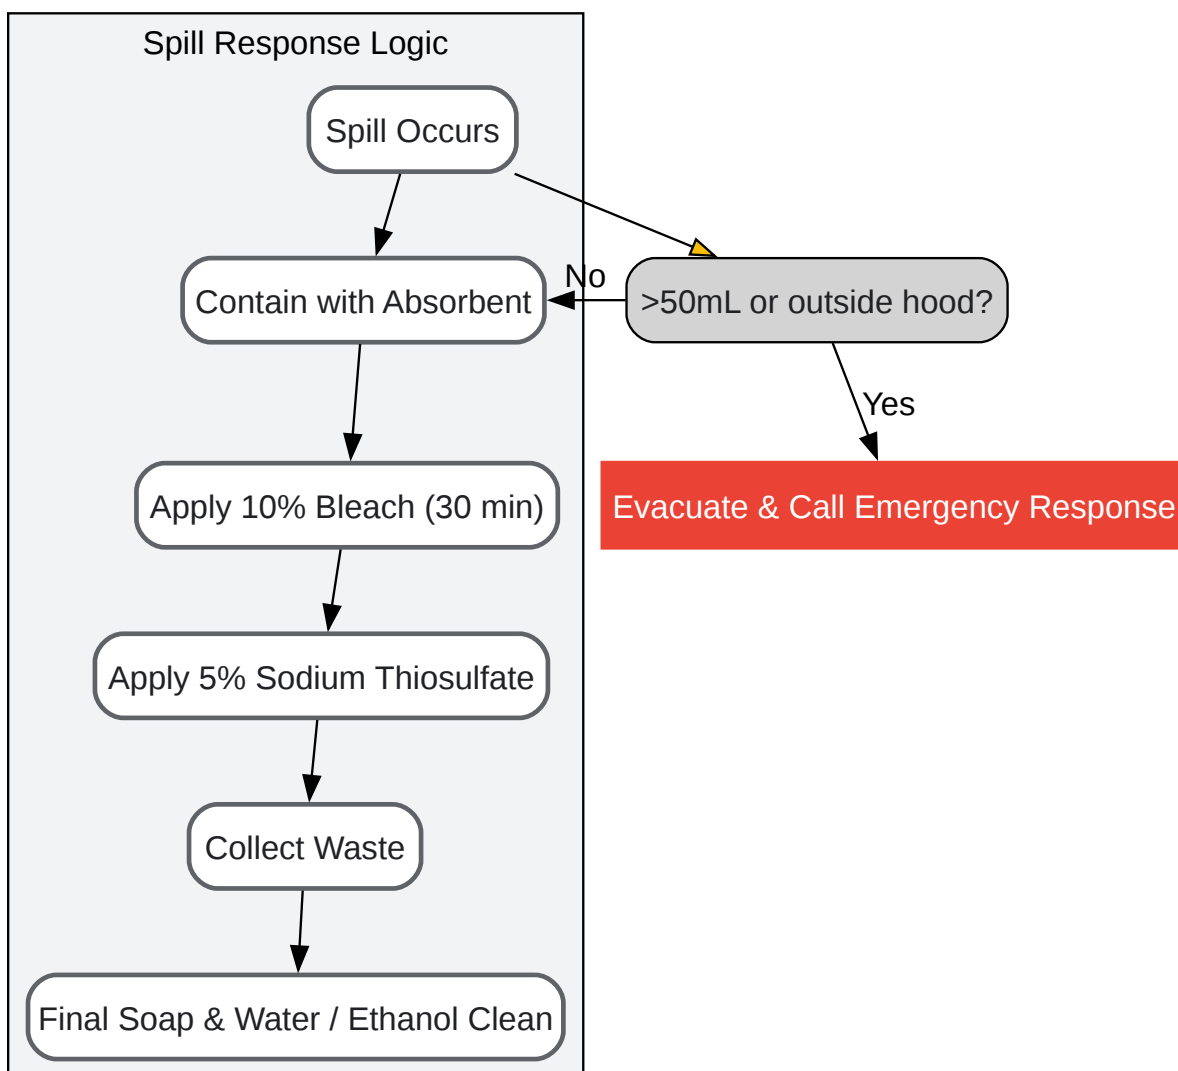 Spill Response Logic
Spill Occurs
No
Contain with Absorbent
>50mL or outside hood?
Yes
Apply 10% Bleach (30 min)
Evacuate & Call Emergency Response
Apply 5% Sodium Thiosulfate
Collect Waste
Final Soap & Water / Ethanol Clean